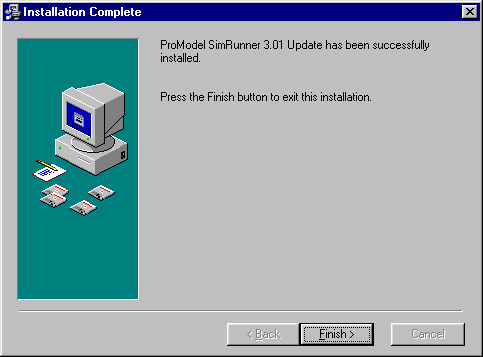 Installation Complete
ProModel SimRunner 3.01 Update has been successfully
installed.
Press the Finish button to exit this installation.
< Back
Finish >
Cancel